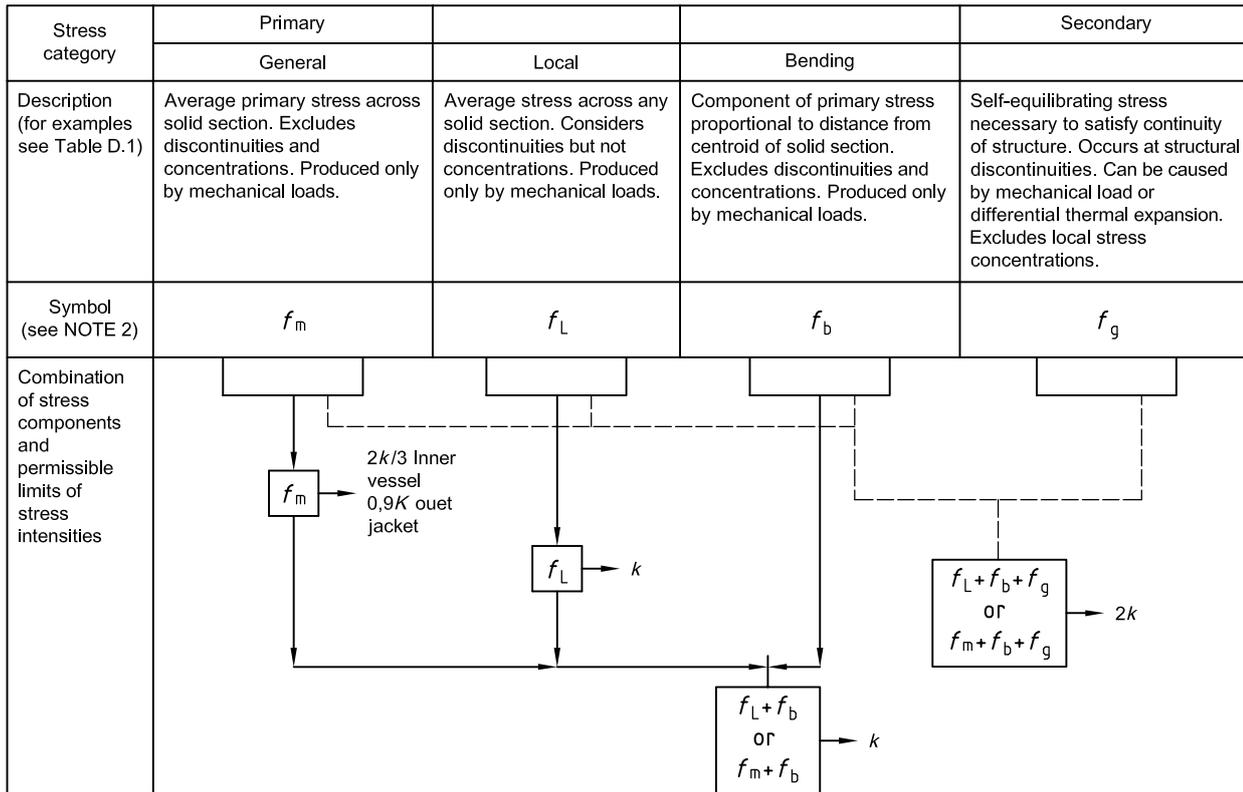 Stress
category
Primary
Secondary
General
Local
Bending
Description
(for examples
see Table D.1)
Average primary stress across
solid section. Excludes
discontinuities and
concentrations. Produced only
by mechanical loads.
Average stress across any
solid section. Considers
discontinuities but not
concentrations. Produced
only by mechanical loads.
Component of primary stress
proportional to distance from
centroid of solid section.
Excludes discontinuities and
concentrations. Produced only
by mechanical loads.
Self-equilibrating stress
necessary to satisfy continuity
of structure. Occurs at structural
discontinuities. Can be caused
by mechanical load or
differential thermal expansion.
Excludes local stress
concentrations.
Symbol
(see NOTE 2)
fm
fL
fb
fg
Combination
of stress
components
and
permissible
limits of
stress
intensities
fm
2k/3 Inner
vessel
0,9K ouet
jacket
fL
k
fL+fb+fg
or
fm+fb+fg
2k
fL+fb
or
fm+fb
k